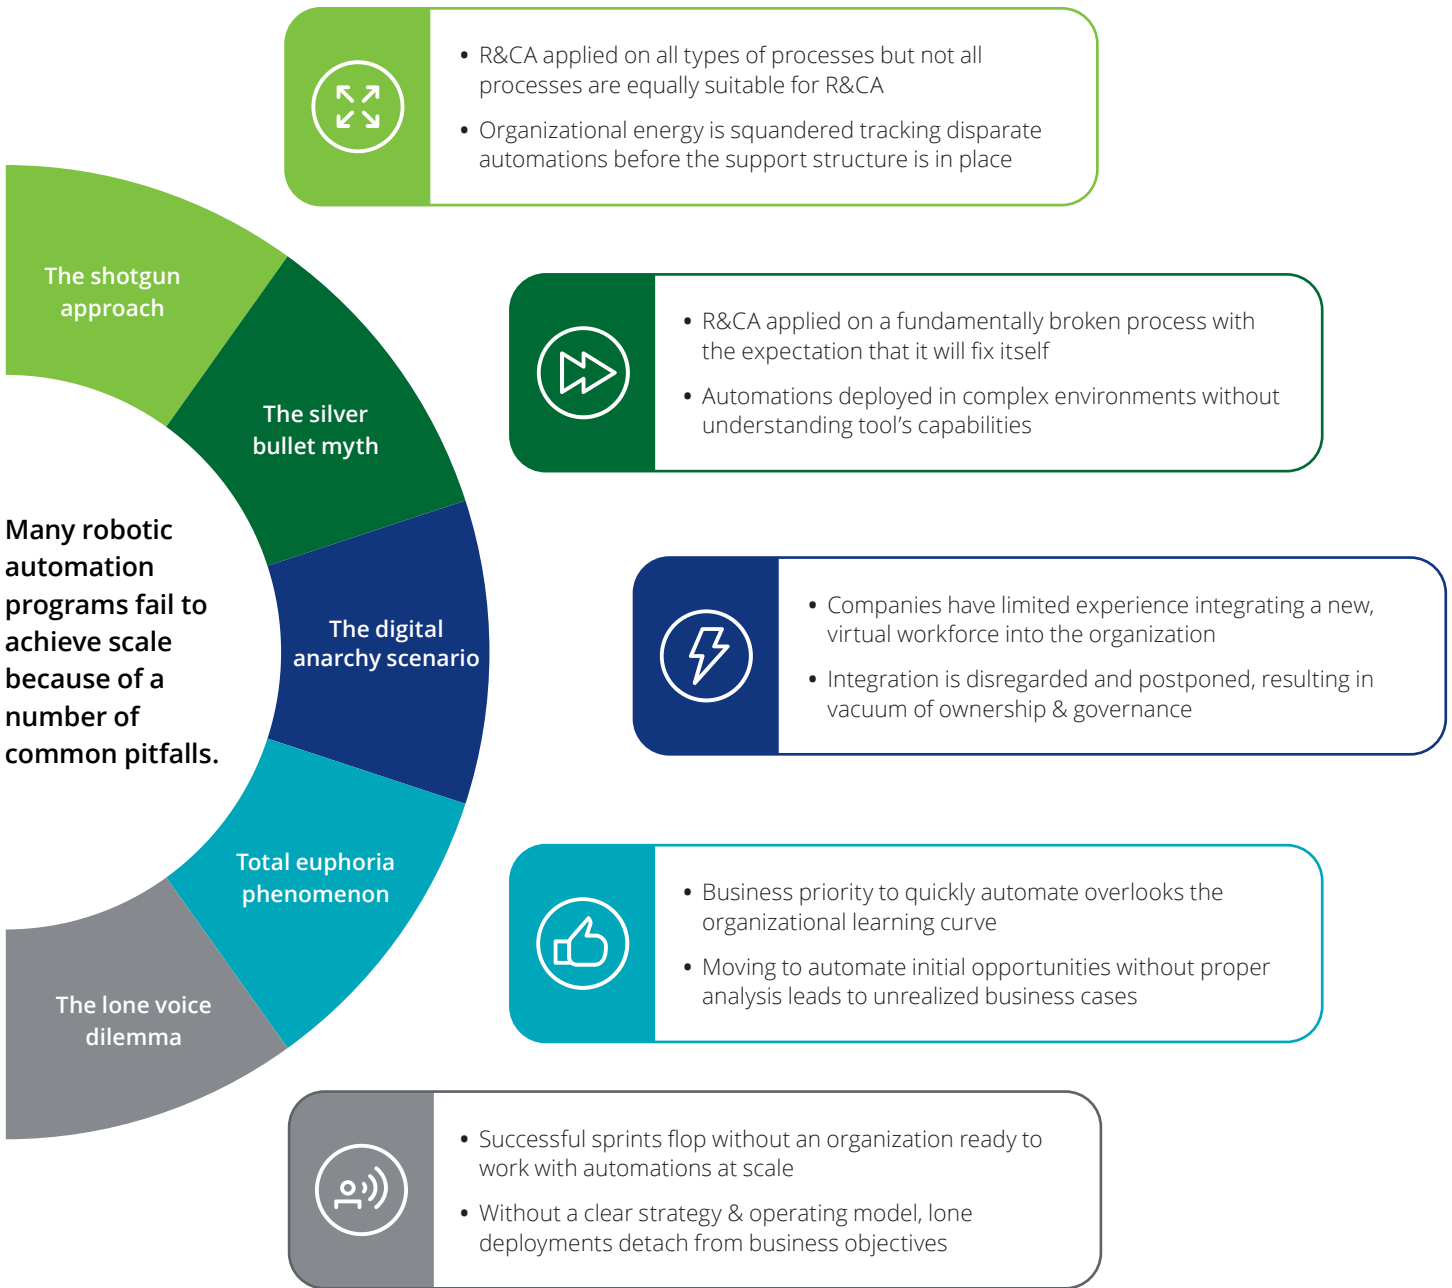 • R&CA applied on all types of processes but not all
processes are equally suitable for R&CA
• Organizational energy is squandered tracking disparate
automations before the support structure is in place
The shotgun
approach
• R&CA applied on a fundamentally broken process with
the expectation that it will fix itself
• Automations deployed in complex environments without
understanding tool’s capabilities
The silver
bullet myth
Many robotic
automation
programs fail to
achieve scale
because of a
number of
common pitfalls.
The digital
anarchy scenario
• Companies have limited experience integrating a new,
virtual workforce into the organization
• Integration is disregarded and postponed, resulting in
vacuum of ownership & governance
Total euphoria
phenomenon
• Business priority to quickly automate overlooks the
organizational learning curve
• Moving to automate initial opportunities without proper
analysis leads to unrealized business cases
The lone voice
dilemma
• Successful sprints flop without an organization ready to
work with automations at scale
• Without a clear strategy & operating model, lone
deployments detach from business objectives